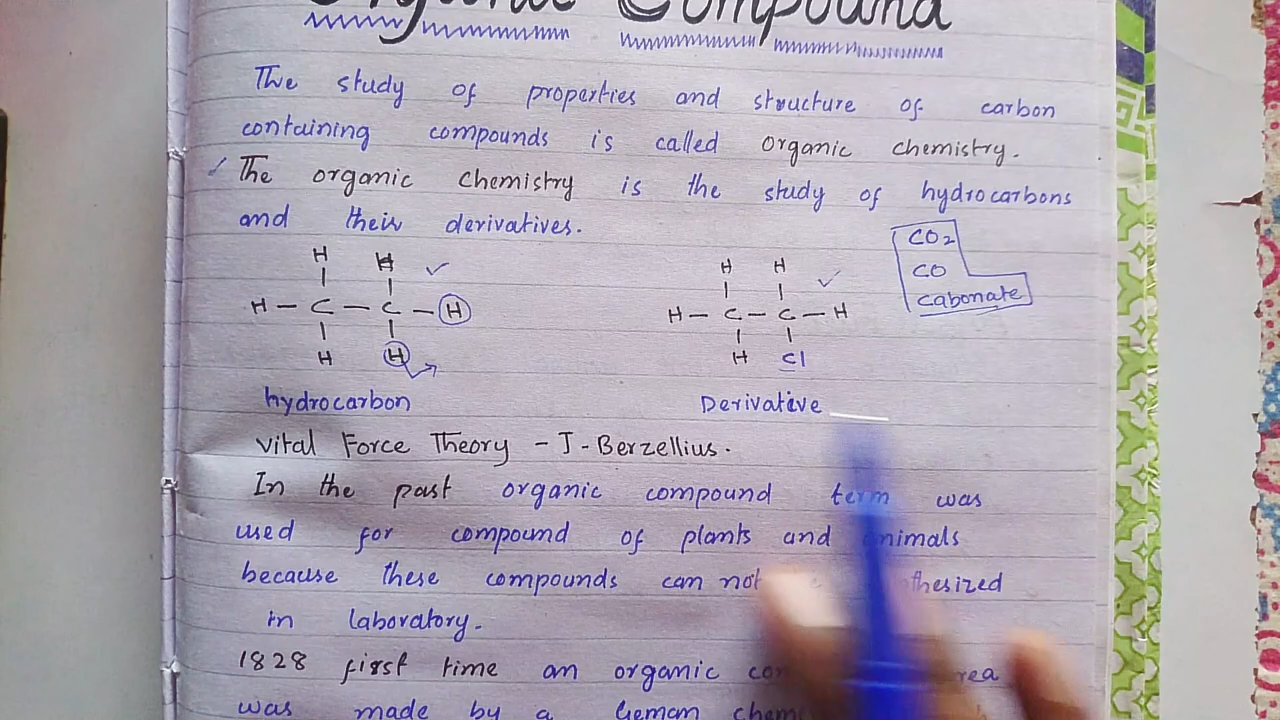 Organic Compound
The study of properties and structure of carbon
containing compounds is called organic chemistry.
The organic chemistry is the study of hydrocarbons
and their derivatives.
CO2
CO
cabonate
H H
H - C - C - H
H H
hydrocarbon
H H
H - C - C - H
H Cl
Derivative
Vital Force Theory - J - Berzellius.
In the past organic compound term was
used for compound of plants and animals
because these compounds can not
in laboratory.
1828 first time an organic
was made by a German